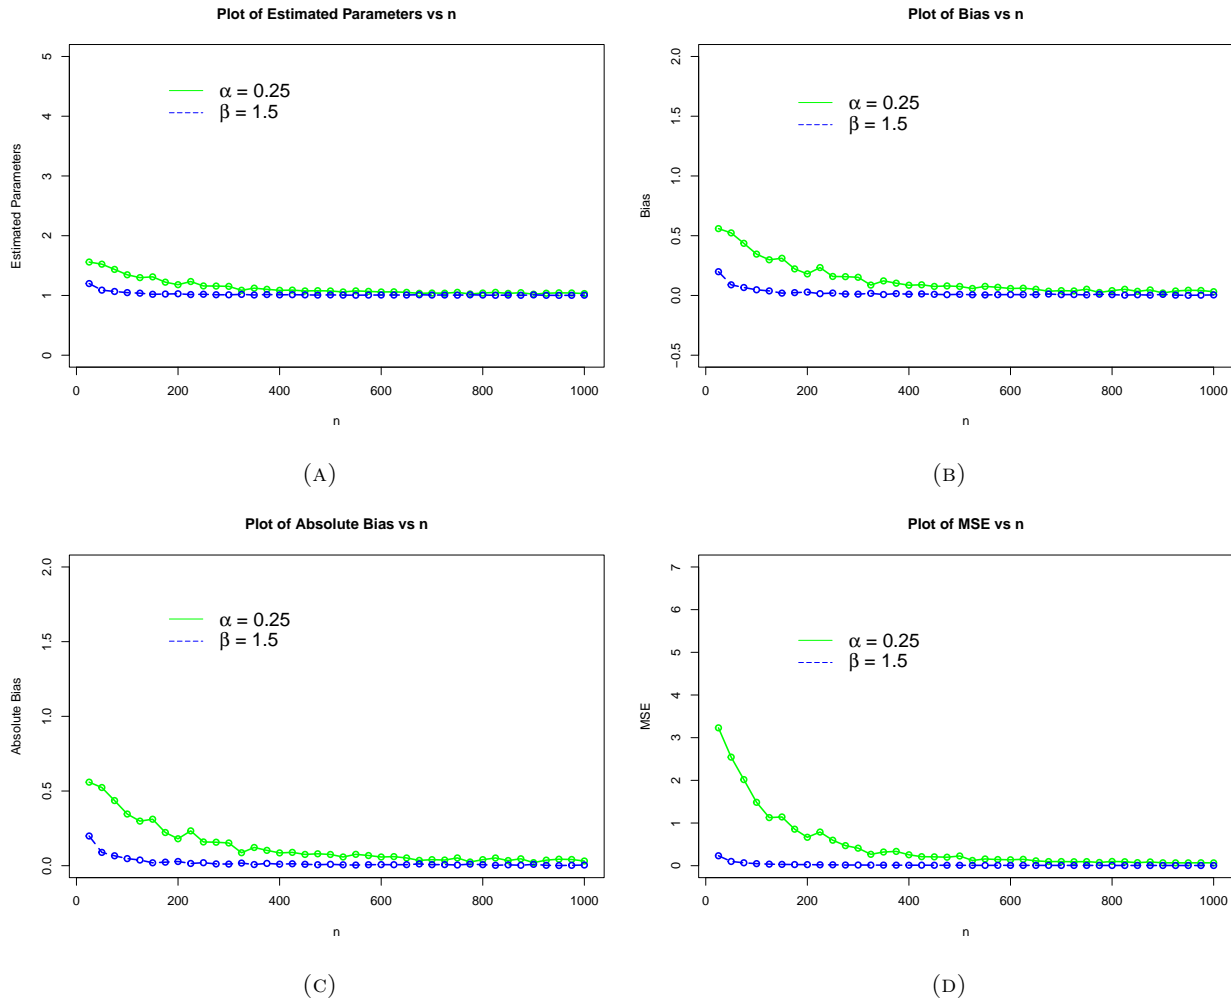 Plot of Estimated Parameters vs n
Estimated Parameters
5
4
3
2
1
0
α = 0.25
β = 1.5
0 200 400 600 800 1000
n
(A)
Plot of Bias vs n
Bias
2.0
1.5
1.0
0.5
0.0
−0.5
α = 0.25
β = 1.5
0 200 400 600 800 1000
n
(B)
Plot of Absolute Bias vs n
Absolute Bias
2.0
1.5
1.0
0.5
0.0
α = 0.25
β = 1.5
0 200 400 600 800 1000
n
(C)
Plot of MSE vs n
MSE
7
6
5
4
3
2
1
0
α = 0.25
β = 1.5
0 200 400 600 800 1000
n
(D)